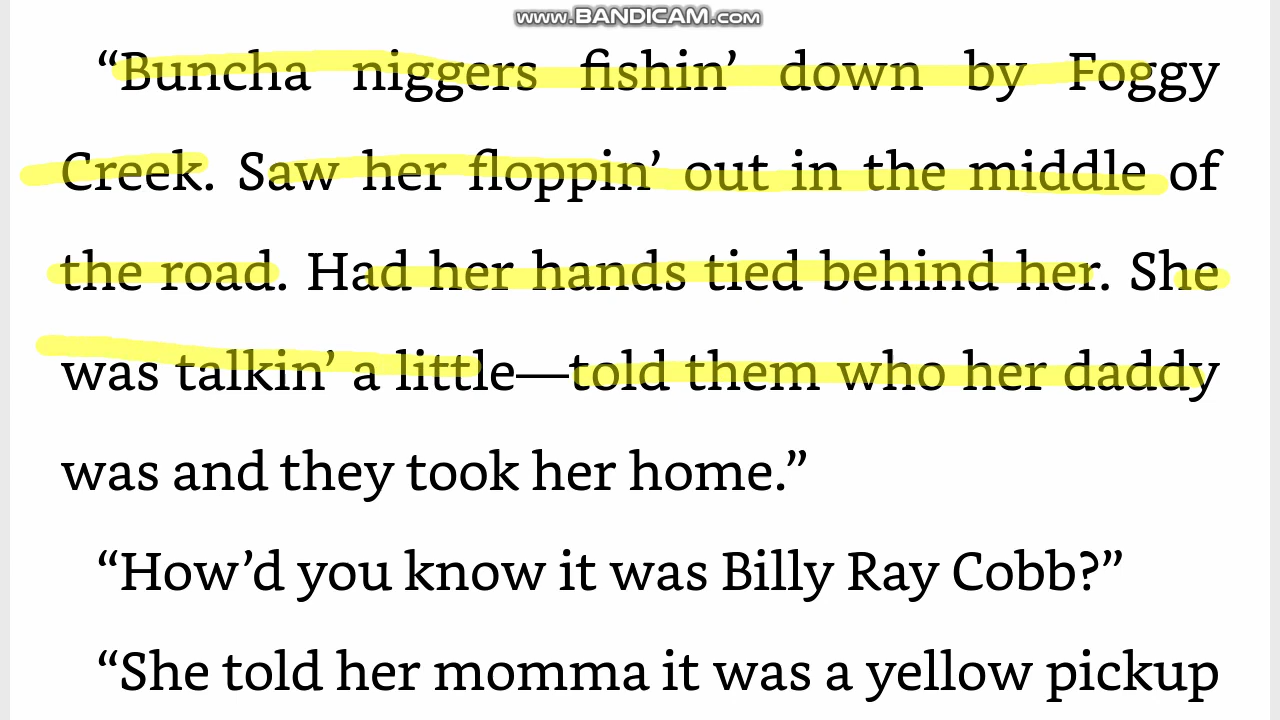 www.BANDICAM.com
“Buncha niggers fishin’ down by Foggy
Creek. Saw her floppin’ out in the middle of
the road. Had her hands tied behind her. She
was talkin’ a little—told them who her daddy
was and they took her home.”
“How’d you know it was Billy Ray Cobb?”
“She told her momma it was a yellow pickup